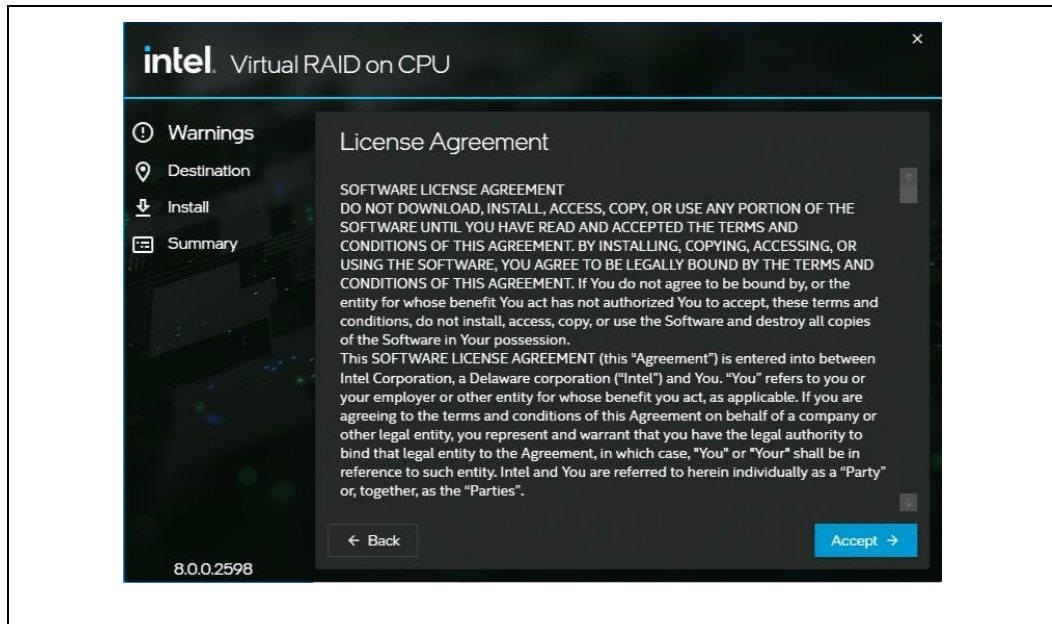 intel. Virtual RAID on CPU
Warnings
Destination
Install
Summary
License Agreement
SOFTWARE LICENSE AGREEMENT
DO NOT DOWNLOAD, INSTALL, ACCESS, COPY, OR USE ANY PORTION OF THE
SOFTWARE UNTIL YOU HAVE READ AND ACCEPTED THE TERMS AND
CONDITIONS OF THIS AGREEMENT. BY INSTALLING, COPYING, ACCESSING, OR
USING THE SOFTWARE, YOU AGREE TO BE LEGALLY BOUND BY THE TERMS AND
CONDITIONS OF THIS AGREEMENT. If You do not agree to be bound by, or the
entity for whose benefit You act has not authorized You to accept, these terms and
conditions, do not install, access, copy, or use the Software and destroy all copies
of the Software in Your possession.
This SOFTWARE LICENSE AGREEMENT (this “Agreement”) is entered into between
Intel Corporation, a Delaware corporation (“Intel”) and You. “You” refers to you or
your employer or other entity for whose benefit you act, as applicable. If you are
agreeing to the terms and conditions of this Agreement on behalf of a company or
other legal entity, you represent and warrant that you have the legal authority to
bind that legal entity to the Agreement, in which case, "You" or "Your" shall be in
reference to such entity. Intel and You are referred to herein individually as a “Party”
or, together, as the “Parties”.
← Back
Accept →
8.0.0.2598